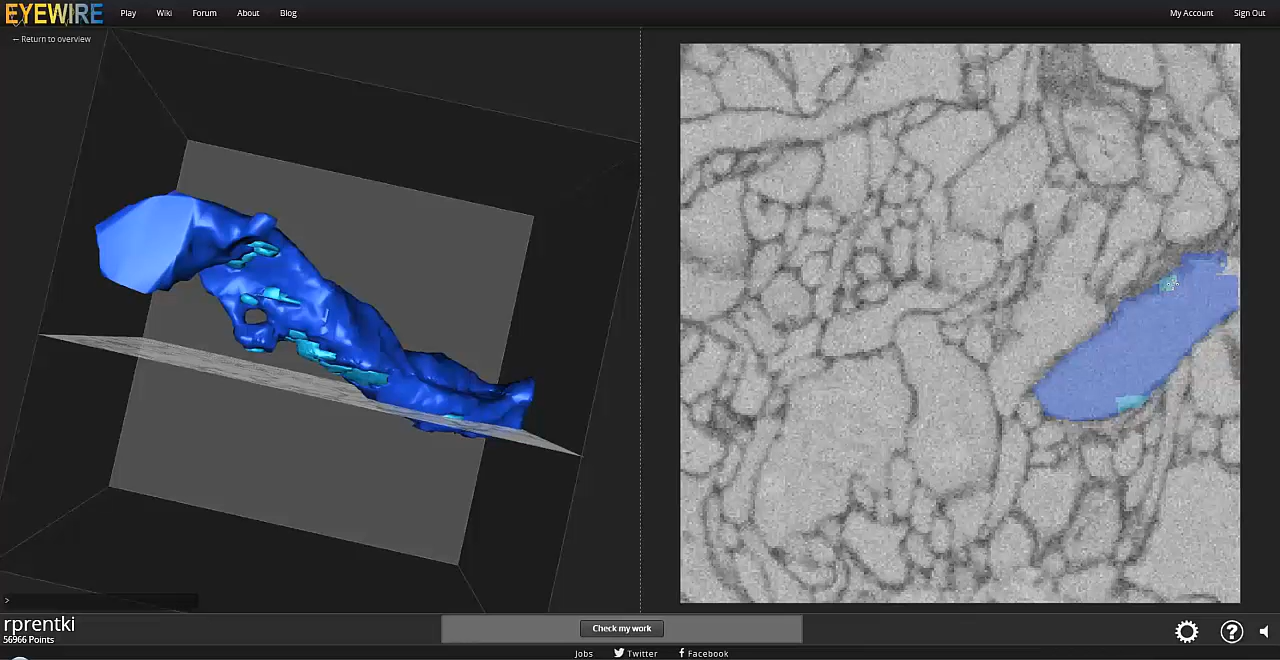 EYEWIRE Play Wiki Forum About Blog My Account Sign Out
← Return to overview
>
rprentki
56966 Points
Check my work
?
Jobs Twitter Facebook